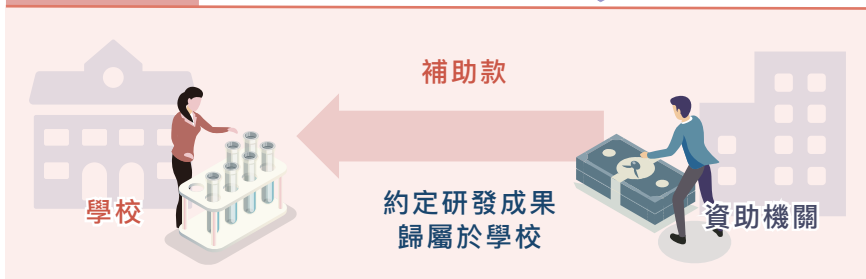 補助款
約定研發成果
歸屬於學校
學校
資助機關